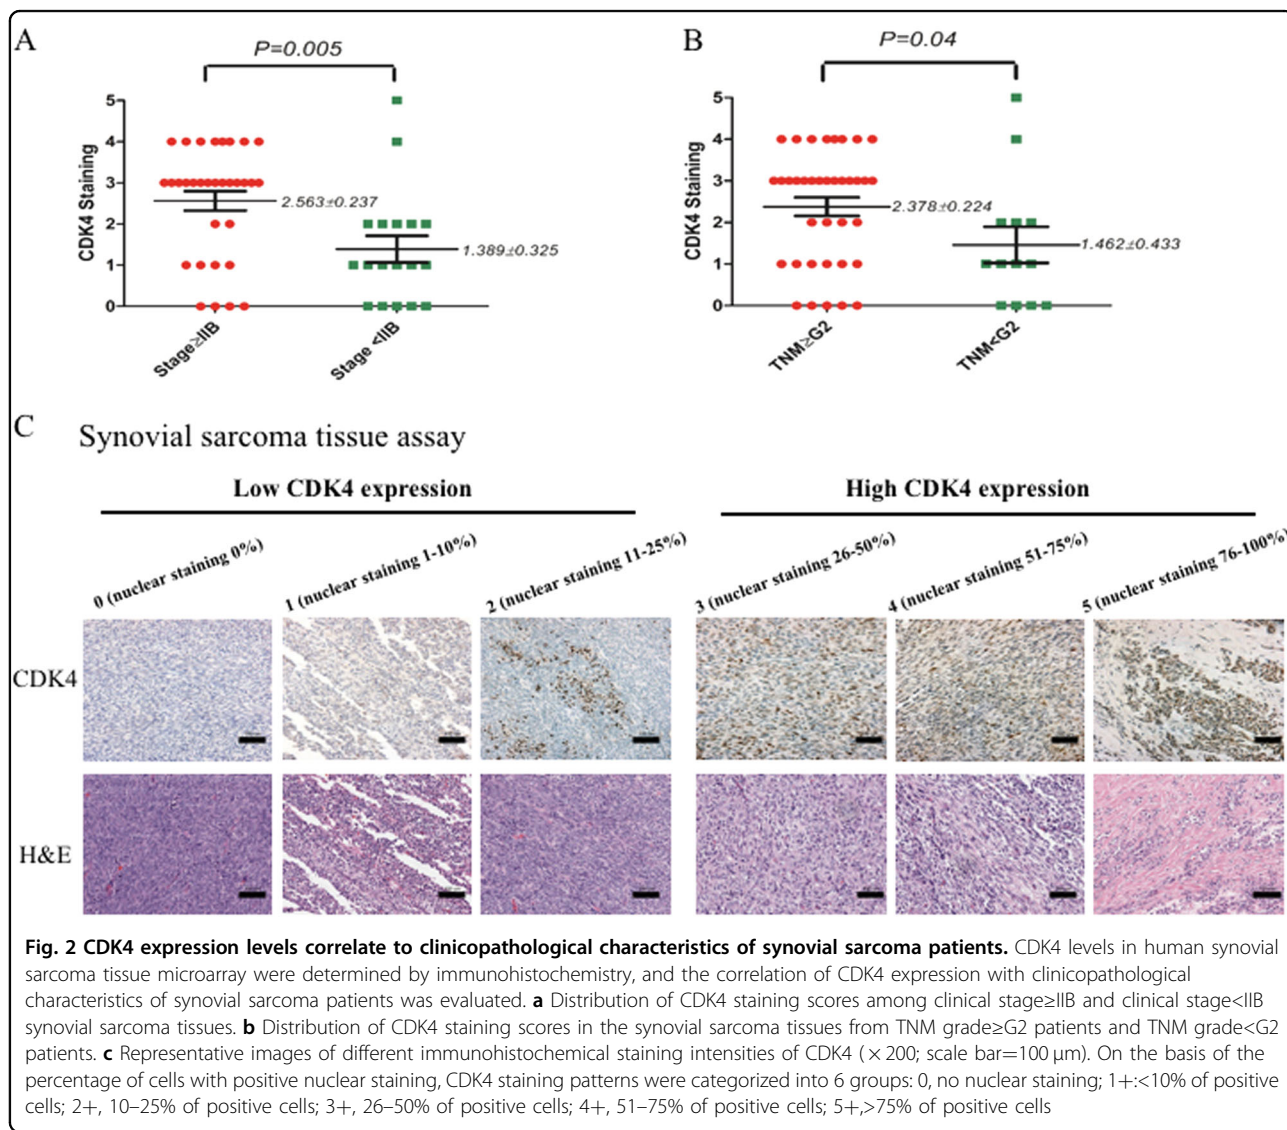 A
P=0.005
CDK4 Staining
5
4
3
2
1
0
2.563±0.237
1.389±0.325
Stage≥IIB
Stage <IIB
B
P=0.04
CDK4 Staining
5
4
3
2
1
0
2.378±0.224
1.462±0.433
TNM≥G2
TNM<G2
C Synovial sarcoma tissue assay
Low CDK4 expression
High CDK4 expression
0 (nuclear staining 0%)
1 (nuclear staining 1-10%)
2 (nuclear staining 11-25%)
3 (nuclear staining 26-50%)
4 (nuclear staining 51-75%)
5 (nuclear staining 76-100%)
CDK4
H&E
Fig. 2 CDK4 expression levels correlate to clinicopathological characteristics of synovial sarcoma patients. CDK4 levels in human synovial
sarcoma tissue microarray were determined by immunohistochemistry, and the correlation of CDK4 expression with clinicopathological
characteristics of synovial sarcoma patients was evaluated. a Distribution of CDK4 staining scores among clinical stage≥IIB and clinical stage<IIB
synovial sarcoma tissues. b Distribution of CDK4 staining scores in the synovial sarcoma tissues from TNM grade≥G2 patients and TNM grade<G2
patients. c Representative images of different immunohistochemical staining intensities of CDK4 (×200; scale bar=100 µm). On the basis of the
percentage of cells with positive nuclear staining, CDK4 staining patterns were categorized into 6 groups: 0, no nuclear staining; 1+:<10% of positive
cells; 2+, 10–25% of positive cells; 3+, 26–50% of positive cells; 4+, 51–75% of positive cells; 5+,>75% of positive cells